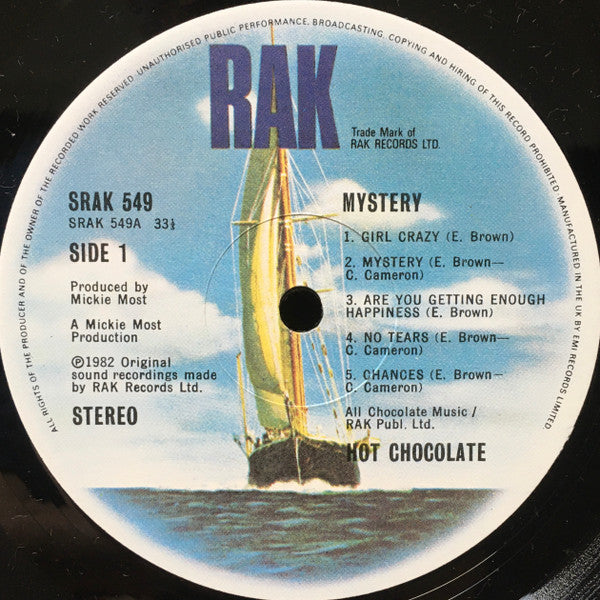 ALL RIGHTS OF THE PRODUCER AND OF THE OWNER OF THE RECORDED WORK RESERVED. UNAUTHORISED PUBLIC PERFORMANCE, BROADCASTING, COPYING AND HIRING OF THIS RECORD PROHIBITED. MANUFACTURED IN THE UK BY EMI RECORDS LIMITED.
RAK
Trade Mark of
RAK RECORDS LTD.
SRAK 549
SRAK 549A 33⅓
SIDE 1
Produced by
Mickie Most
A Mickie Most
Production
℗1982 Original
sound recordings made
by RAK Records Ltd.
STEREO
MYSTERY
1. GIRL CRAZY (E. Brown)
2. MYSTERY (E. Brown—
C. Cameron)
3. ARE YOU GETTING ENOUGH
HAPPINESS (E. Brown)
4. NO TEARS (E. Brown—
C. Cameron)
5. CHANCES (E. Brown—
C. Cameron)
All Chocolate Music /
RAK Publ. Ltd.
HOT CHOCOLATE